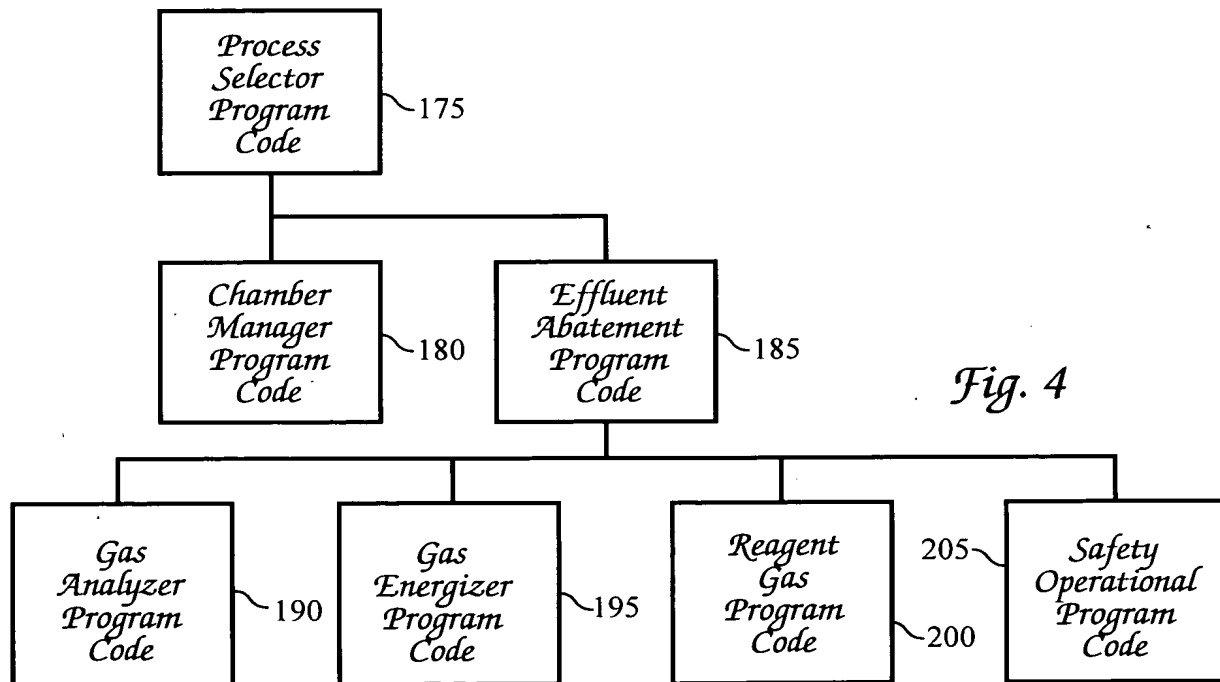 Process
Selector
Program
Code
175
Chamber
Manager
Program
Code
180
Effluent
Abatement
Program
Code
185
Fig. 4
Gas
Analyzer
Program
Code
190
Gas
Energizer
Program
Code
195
Reagent
Gas
Program
Code
200
205
Safety
Operational
Program
Code